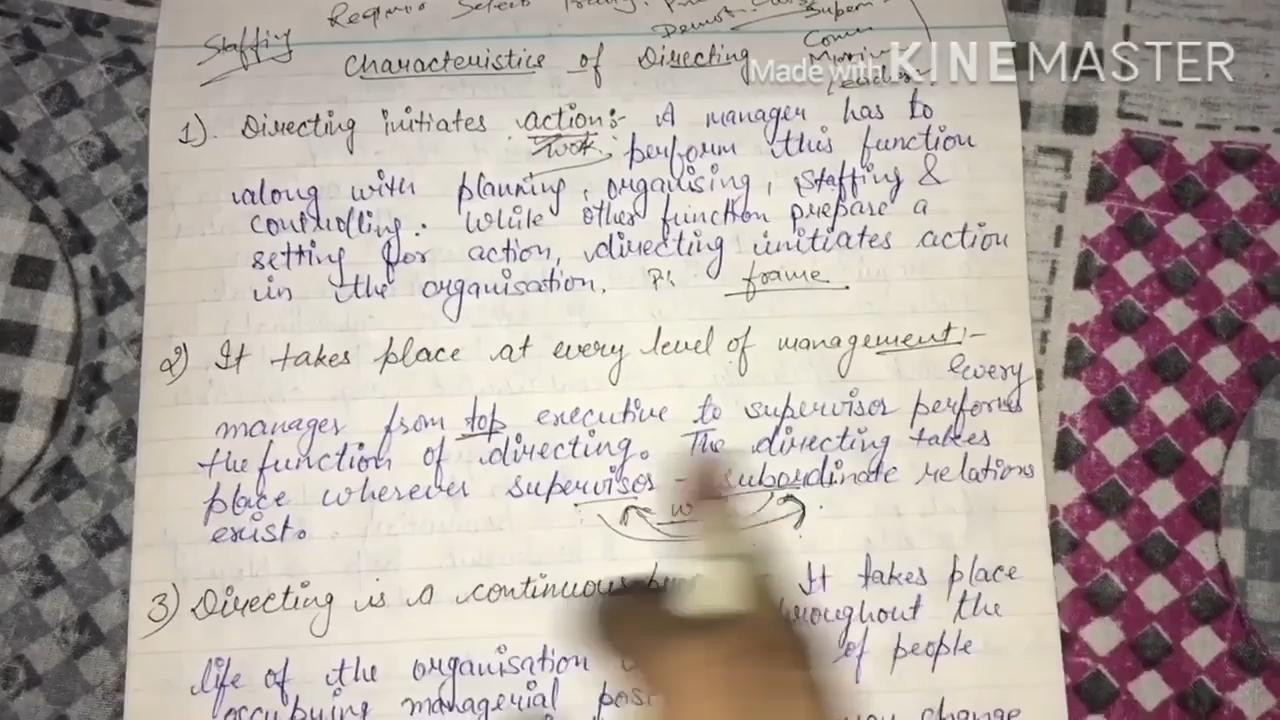 Staffing
Select
Characteristics of Directing
Made with KINEMASTER
1). Directing initiates action:- A manager has to
work perform this function
along with planning, organising, staffing &
controlling. While other function prepare a
setting for action, directing initiates action
in the organisation. frame
2) It takes place at every level of management:-
Every
manager from top executive to supervisor performs
the function of directing. The directing takes
place wherever supervisor - subordinate relations
exist.
3) Directing is a continuous It takes place
throughout the
life of the organisation of people
occupying managerial
change